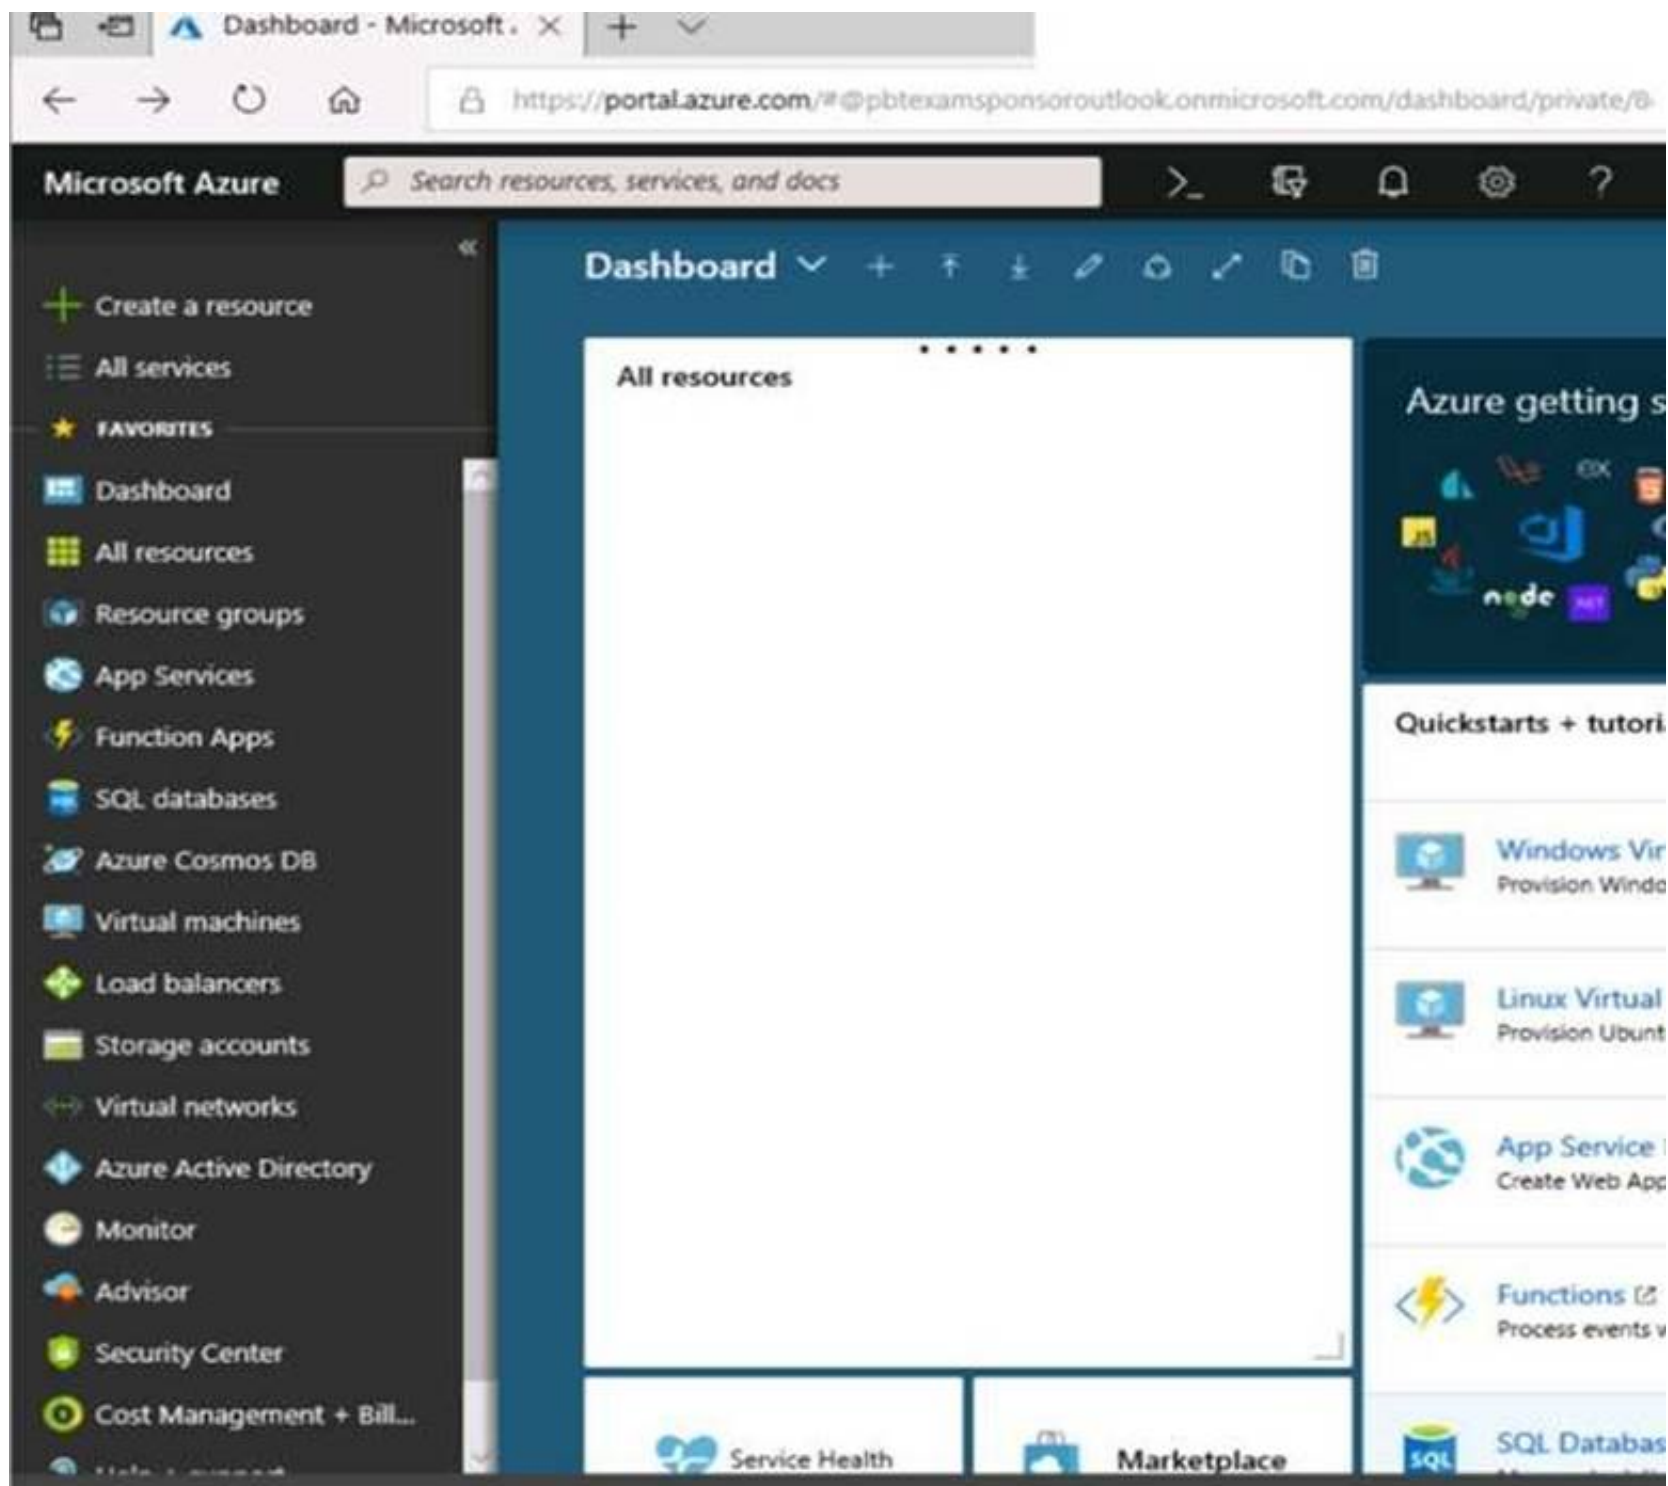 Dashboard - Microsoft .
https://portal.azure.com/#@pbtexamsponsoroutlook.onmicrosoft.com/dashboard/private/8-
Microsoft Azure
Search resources, services, and docs
?
Dashboard
Create a resource
All services
FAVORITES
Dashboard
All resources
Resource groups
App Services
Function Apps
SQL databases
Azure Cosmos DB
Virtual machines
Load balancers
Storage accounts
Virtual networks
Azure Active Directory
Monitor
Advisor
Security Center
Cost Management + Bill...
Help + support
All resources
Service Health
Marketplace
Azure getting s
JS
node
Quickstarts + tutori
Windows Vir
Provision Windo
Linux Virtual
Provision Ubunt
App Service
Create Web App
Functions
Process events v
SQL Databas
SQL